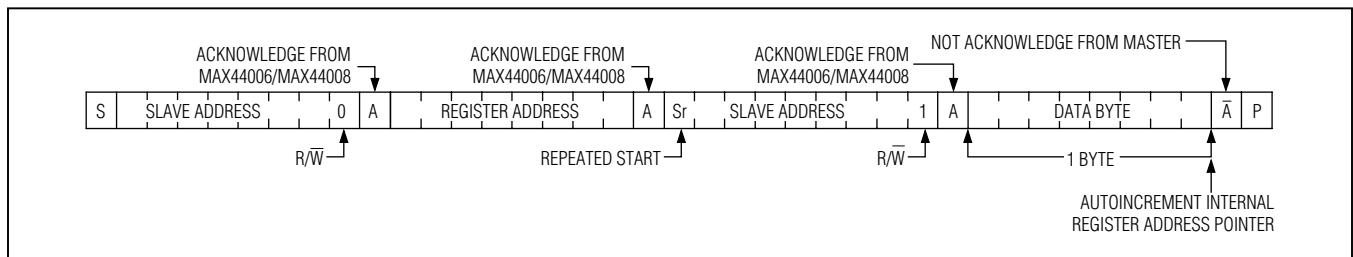 NOT ACKNOWLEDGE FROM MASTER
ACKNOWLEDGE FROM
MAX44006/MAX44008
ACKNOWLEDGE FROM
MAX44006/MAX44008
ACKNOWLEDGE FROM
MAX44006/MAX44008
S SLAVE ADDRESS 0 A REGISTER ADDRESS A Sr SLAVE ADDRESS 1 A DATA BYTE A̅ P
R/W̅ REPEATED START R/W̅ 1 BYTE
AUTOINCREMENT INTERNAL
REGISTER ADDRESS POINTER